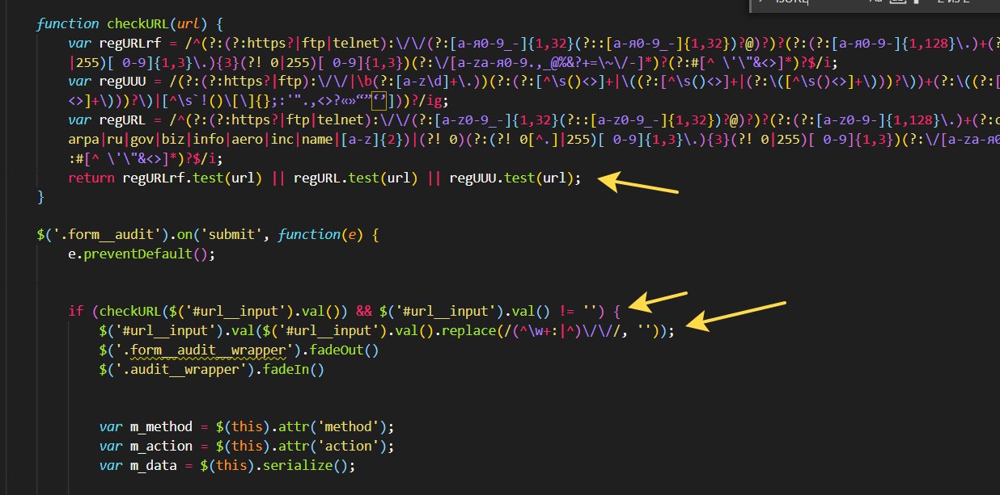 function checkURL(url) {
var regURLrf = /^(?:(?:https?|ftp|telnet):\/\/(?:[а-я0-9_-]{1,32}(?::[а-я0-9_-]{1,32})?@)?)?(?:(?:[а-я0-9-]{1,128}\.)+(?
|255)[ 0-9]{1,3}\.){3}(?! 0|255)[ 0-9]{1,3})(?:\/[a-zа-я0-9.,_@%&?+=\~\/-]*)?(?:#[^ \'\"&<>]*)?$/i;
var regUUU = /(?:(?:https?|ftp):\/\/|\b(?:[a-z\d]+\.))(?:(?:[^\s()<>]+|\((?:[^\s()<>]+|(?:\([^\s()<>]+\)))?\))+(?:\((?:[
<>]+\)))?\)|[^\s`!()\[\]{};:'".,<>?«»“”‘’]))?/ig;
var regURL = /^(?:(?:https?|ftp|telnet):\/\/(?:[a-z0-9_-]{1,32}(?::[a-z0-9_-]{1,32})?@)?)?(?:(?:[a-z0-9-]{1,128}\.)+(?:c
arpa|ru|gov|biz|info|aero|inc|name|[a-z]{2})|(?! 0)(?:(?! 0[^.]|255)[ 0-9]{1,3}\.){3}(?! 0|255)[ 0-9]{1,3})(?:\/[a-zа-я0
:#[^ \'\"&<>]*)?$/i;
return regURLrf.test(url) || regURL.test(url) || regUUU.test(url);
}
$('.form__audit').on('submit', function(e) {
e.preventDefault();
if (checkURL($('#url__input').val()) && $('#url__input').val() != '') {
$('#url__input').val($('#url__input').val().replace(/(^\w+:|^)\/\//, ''));
$('.form__audit__wrapper').fadeOut()
$('.audit__wrapper').fadeIn()
var m_method = $(this).attr('method');
var m_action = $(this).attr('action');
var m_data = $(this).serialize();